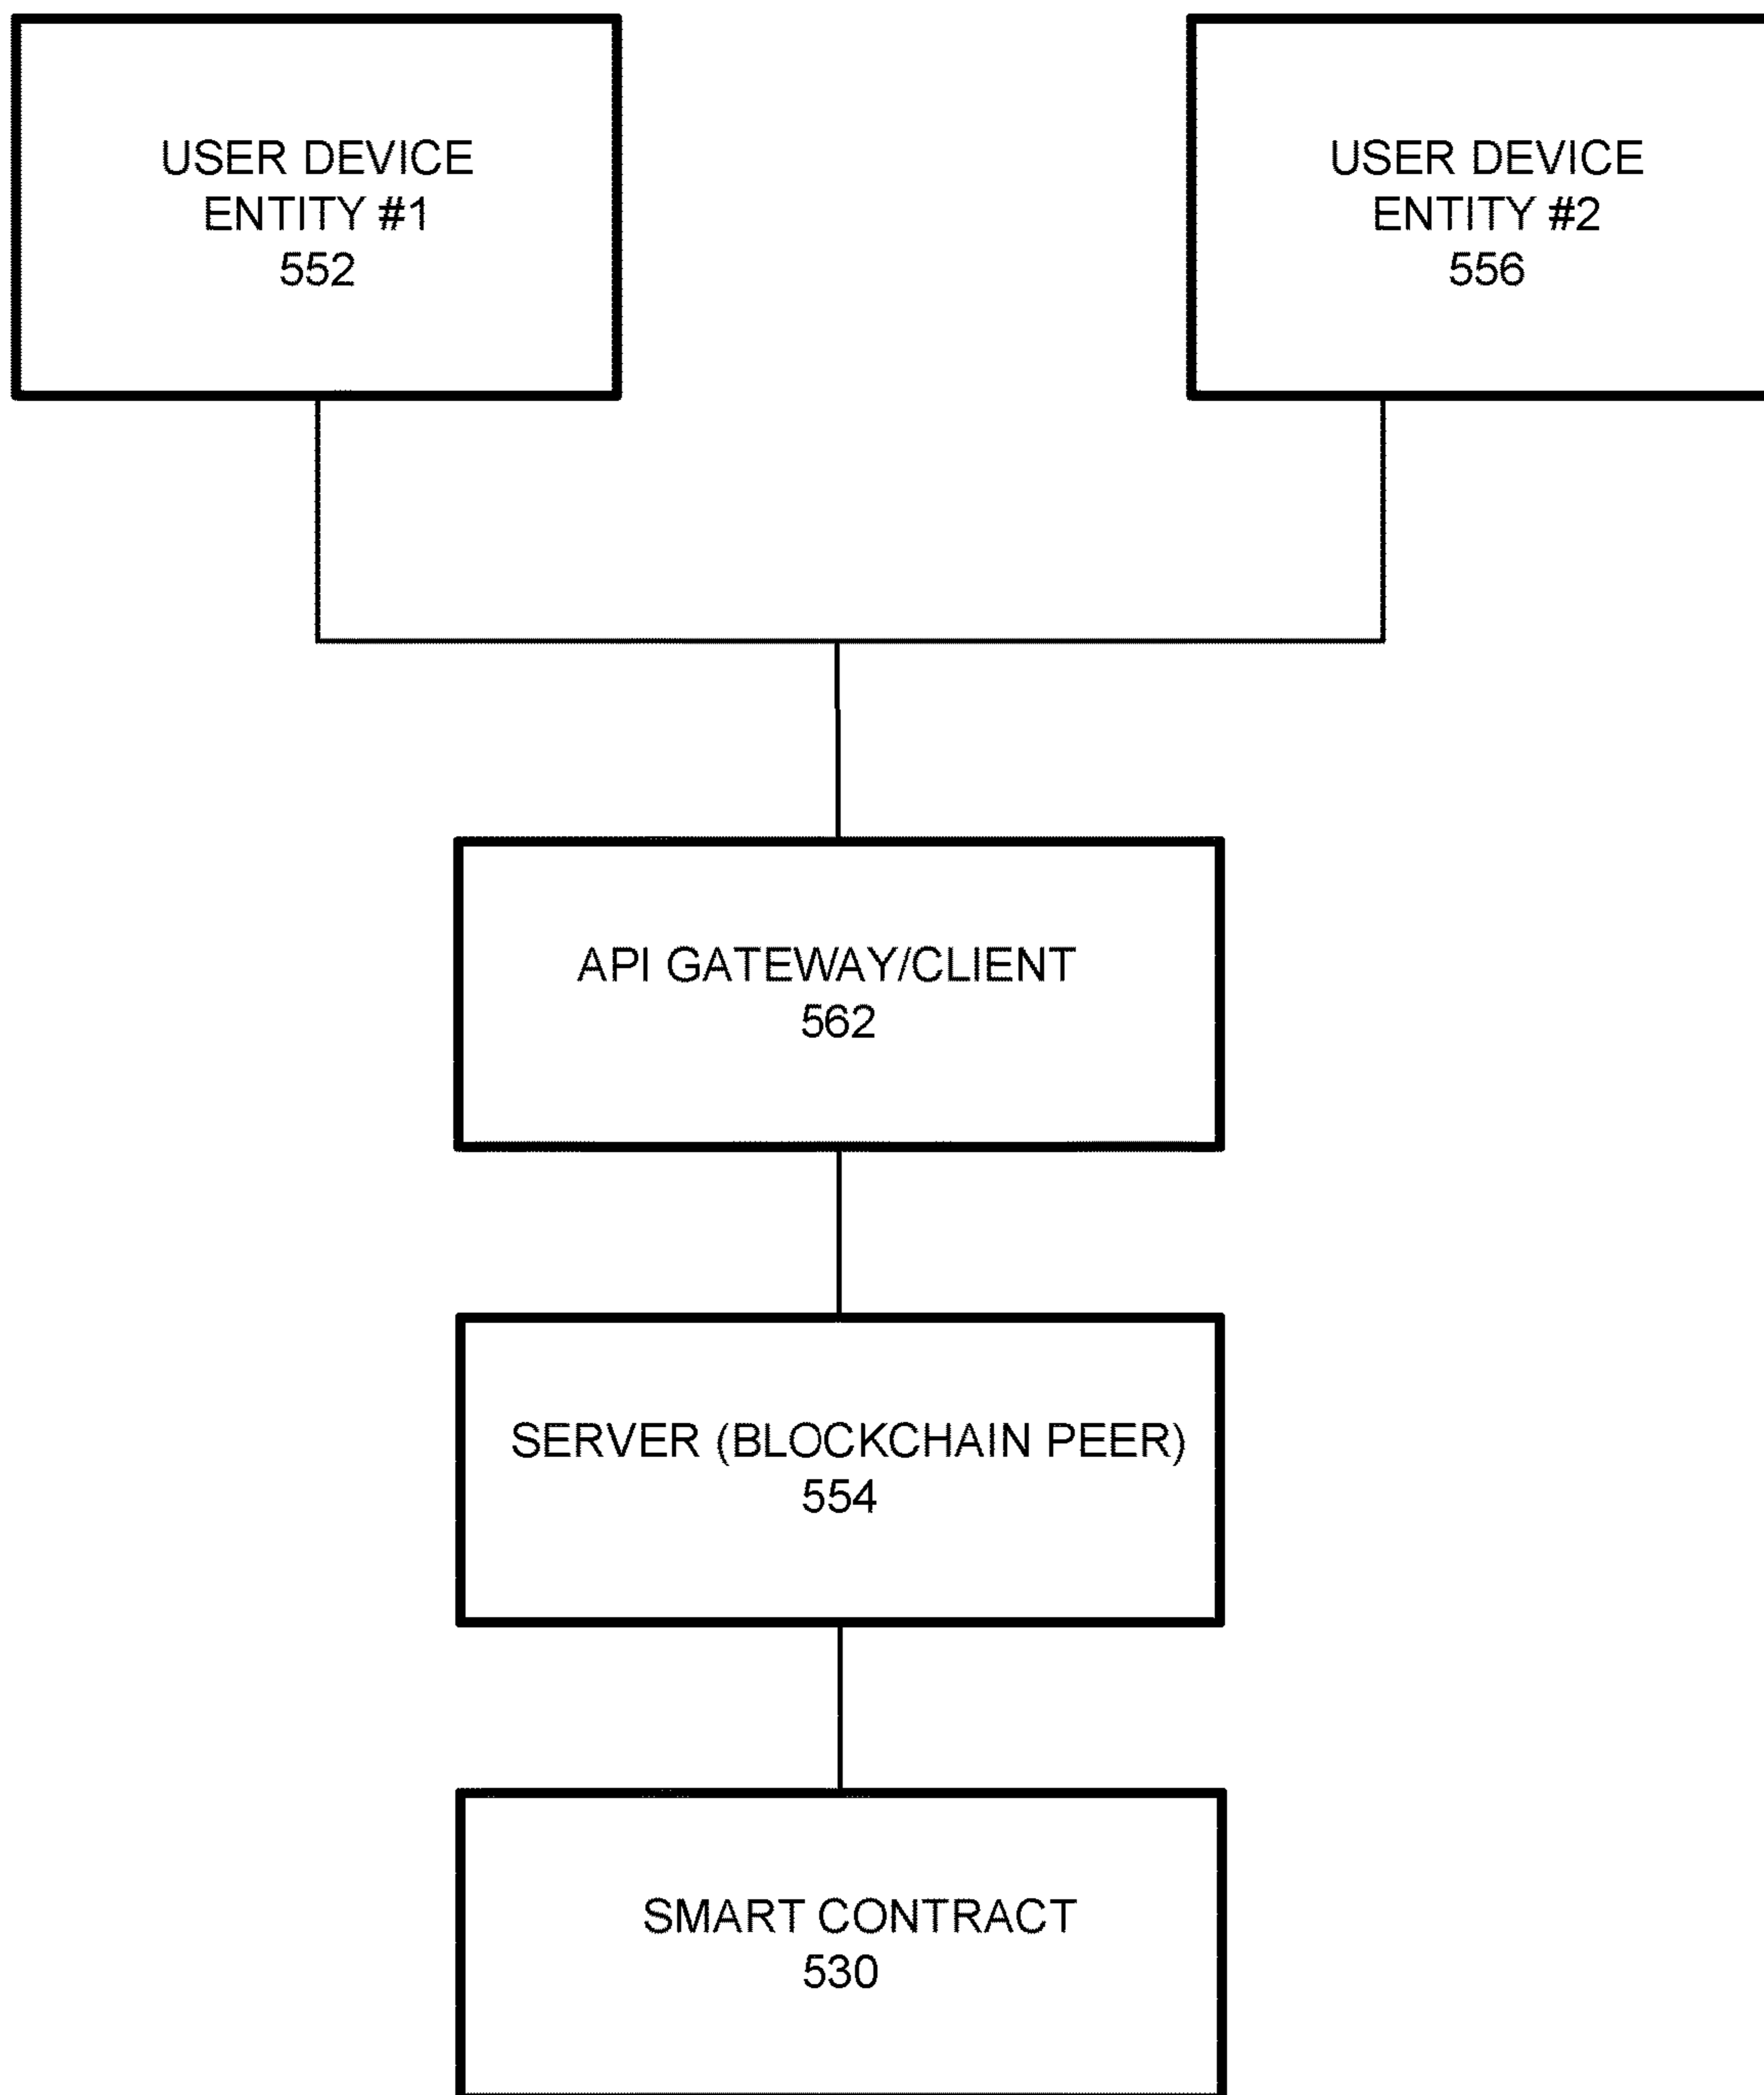 USER DEVICE
ENTITY #1
552
USER DEVICE
ENTITY #2
556
API GATEWAY/CLIENT
562
SERVER (BLOCKCHAIN PEER)
554
SMART CONTRACT
530